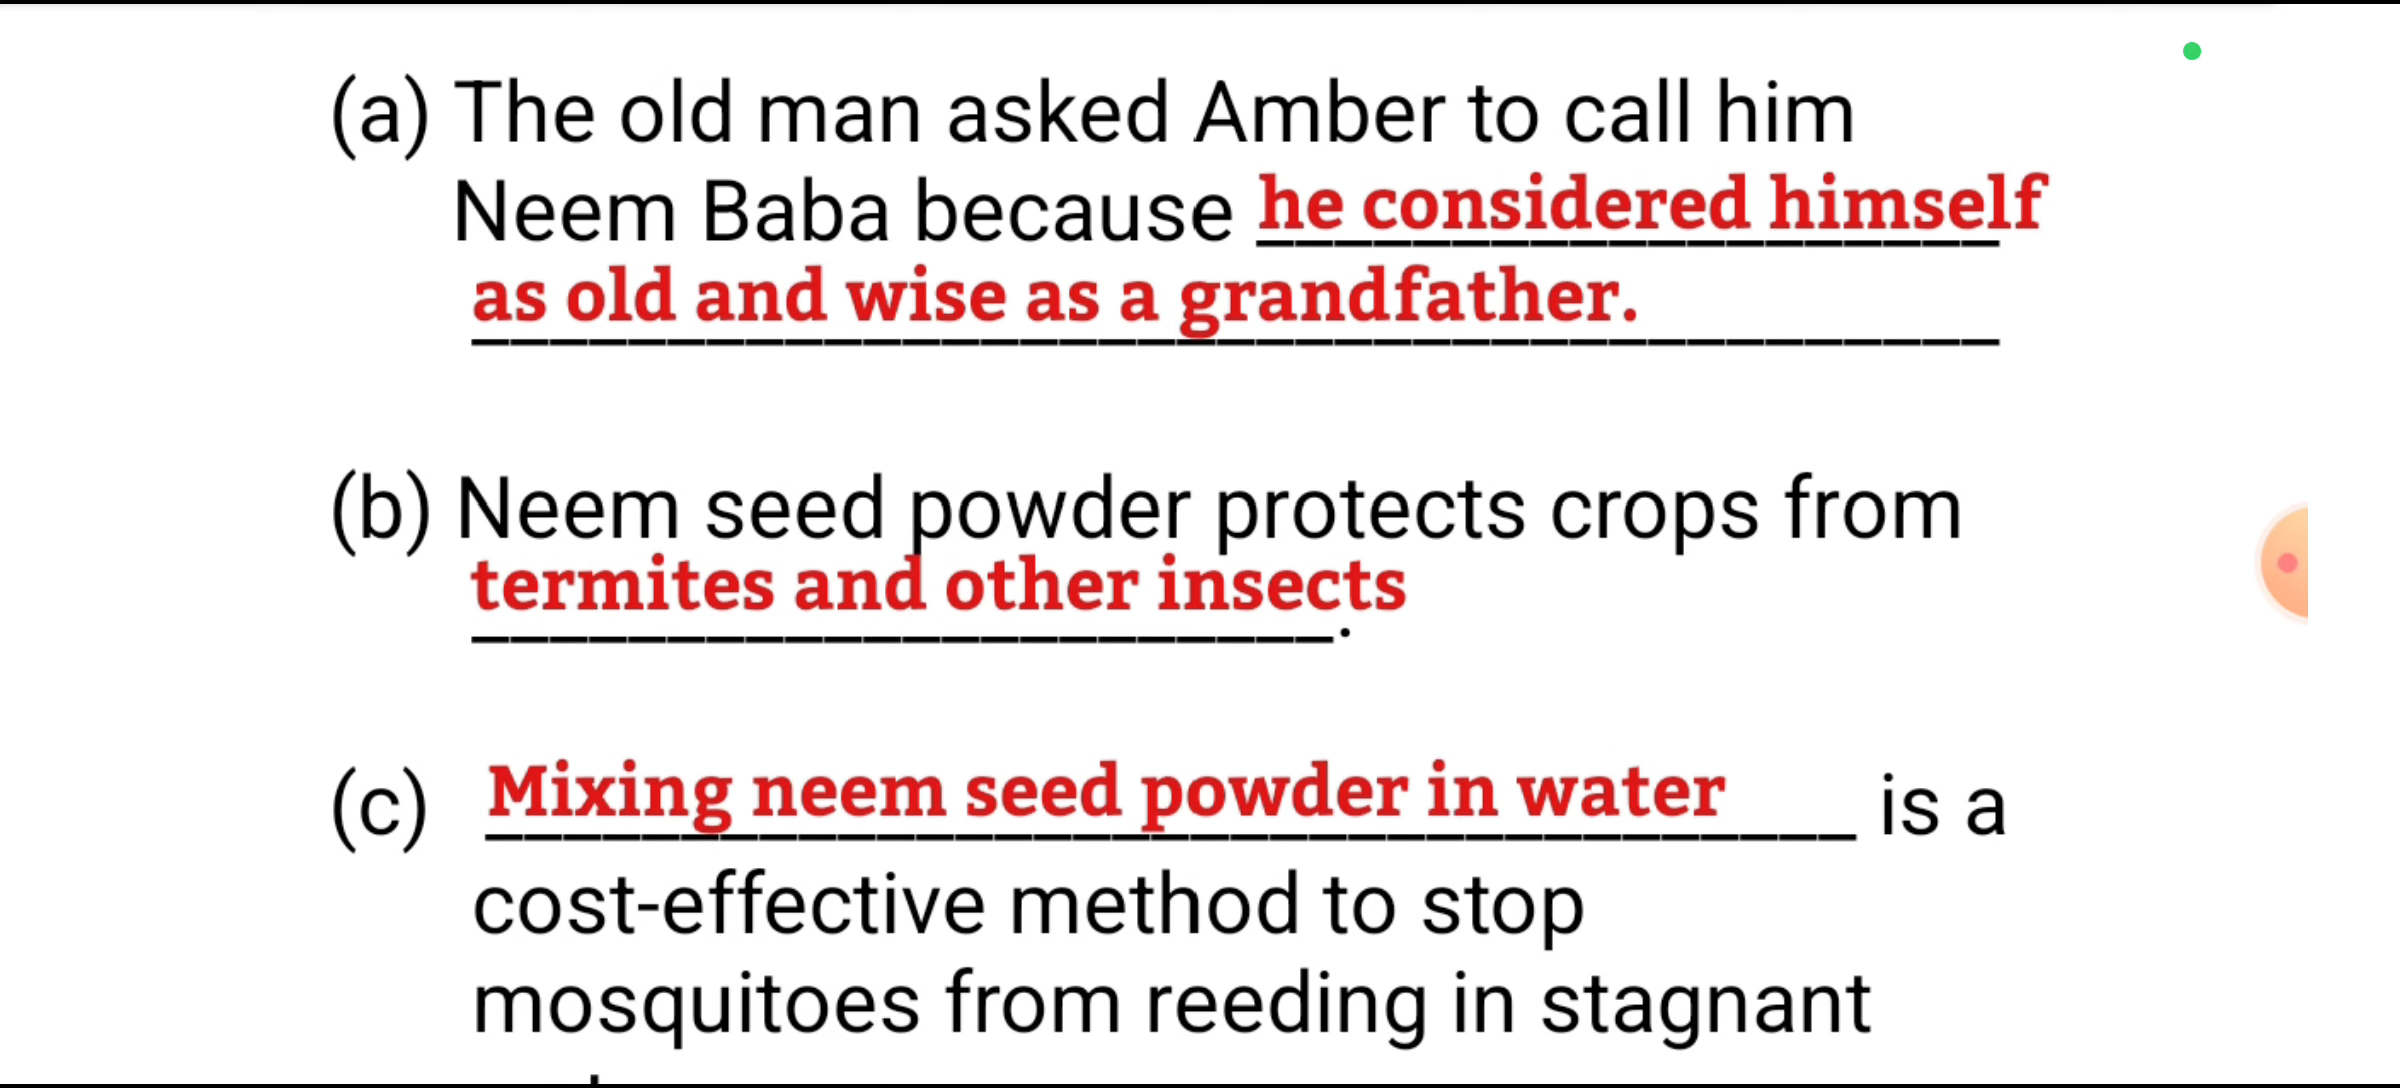 (a) The old man asked Amber to call him
Neem Baba because he considered himself
as old and wise as a grandfather.
(b) Neem seed powder protects crops from
termites and other insects.
(c) Mixing neem seed powder in water is a
cost-effective method to stop
mosquitoes from reeding in stagnant